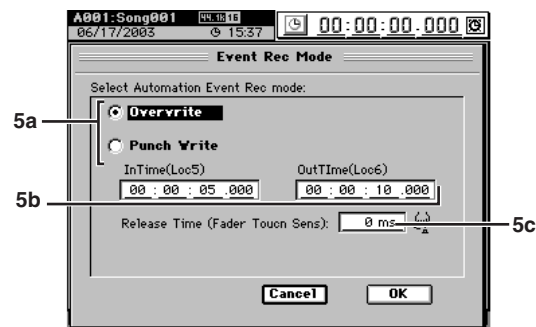 A001:Song001 44.1k 16
06/17/2003 15:37
00:00:00.000
Event Rec Mode
Select Automation Event Rec mode:
5a
Overwrite
Punch Write
InTime(Loc5) OutTIme(Loc6)
5b
00 : 00 : 05 .000 00 : 00 : 10 .000
Release Time (Fader Toucn Sens): 0 ms
5c
Cancel OK